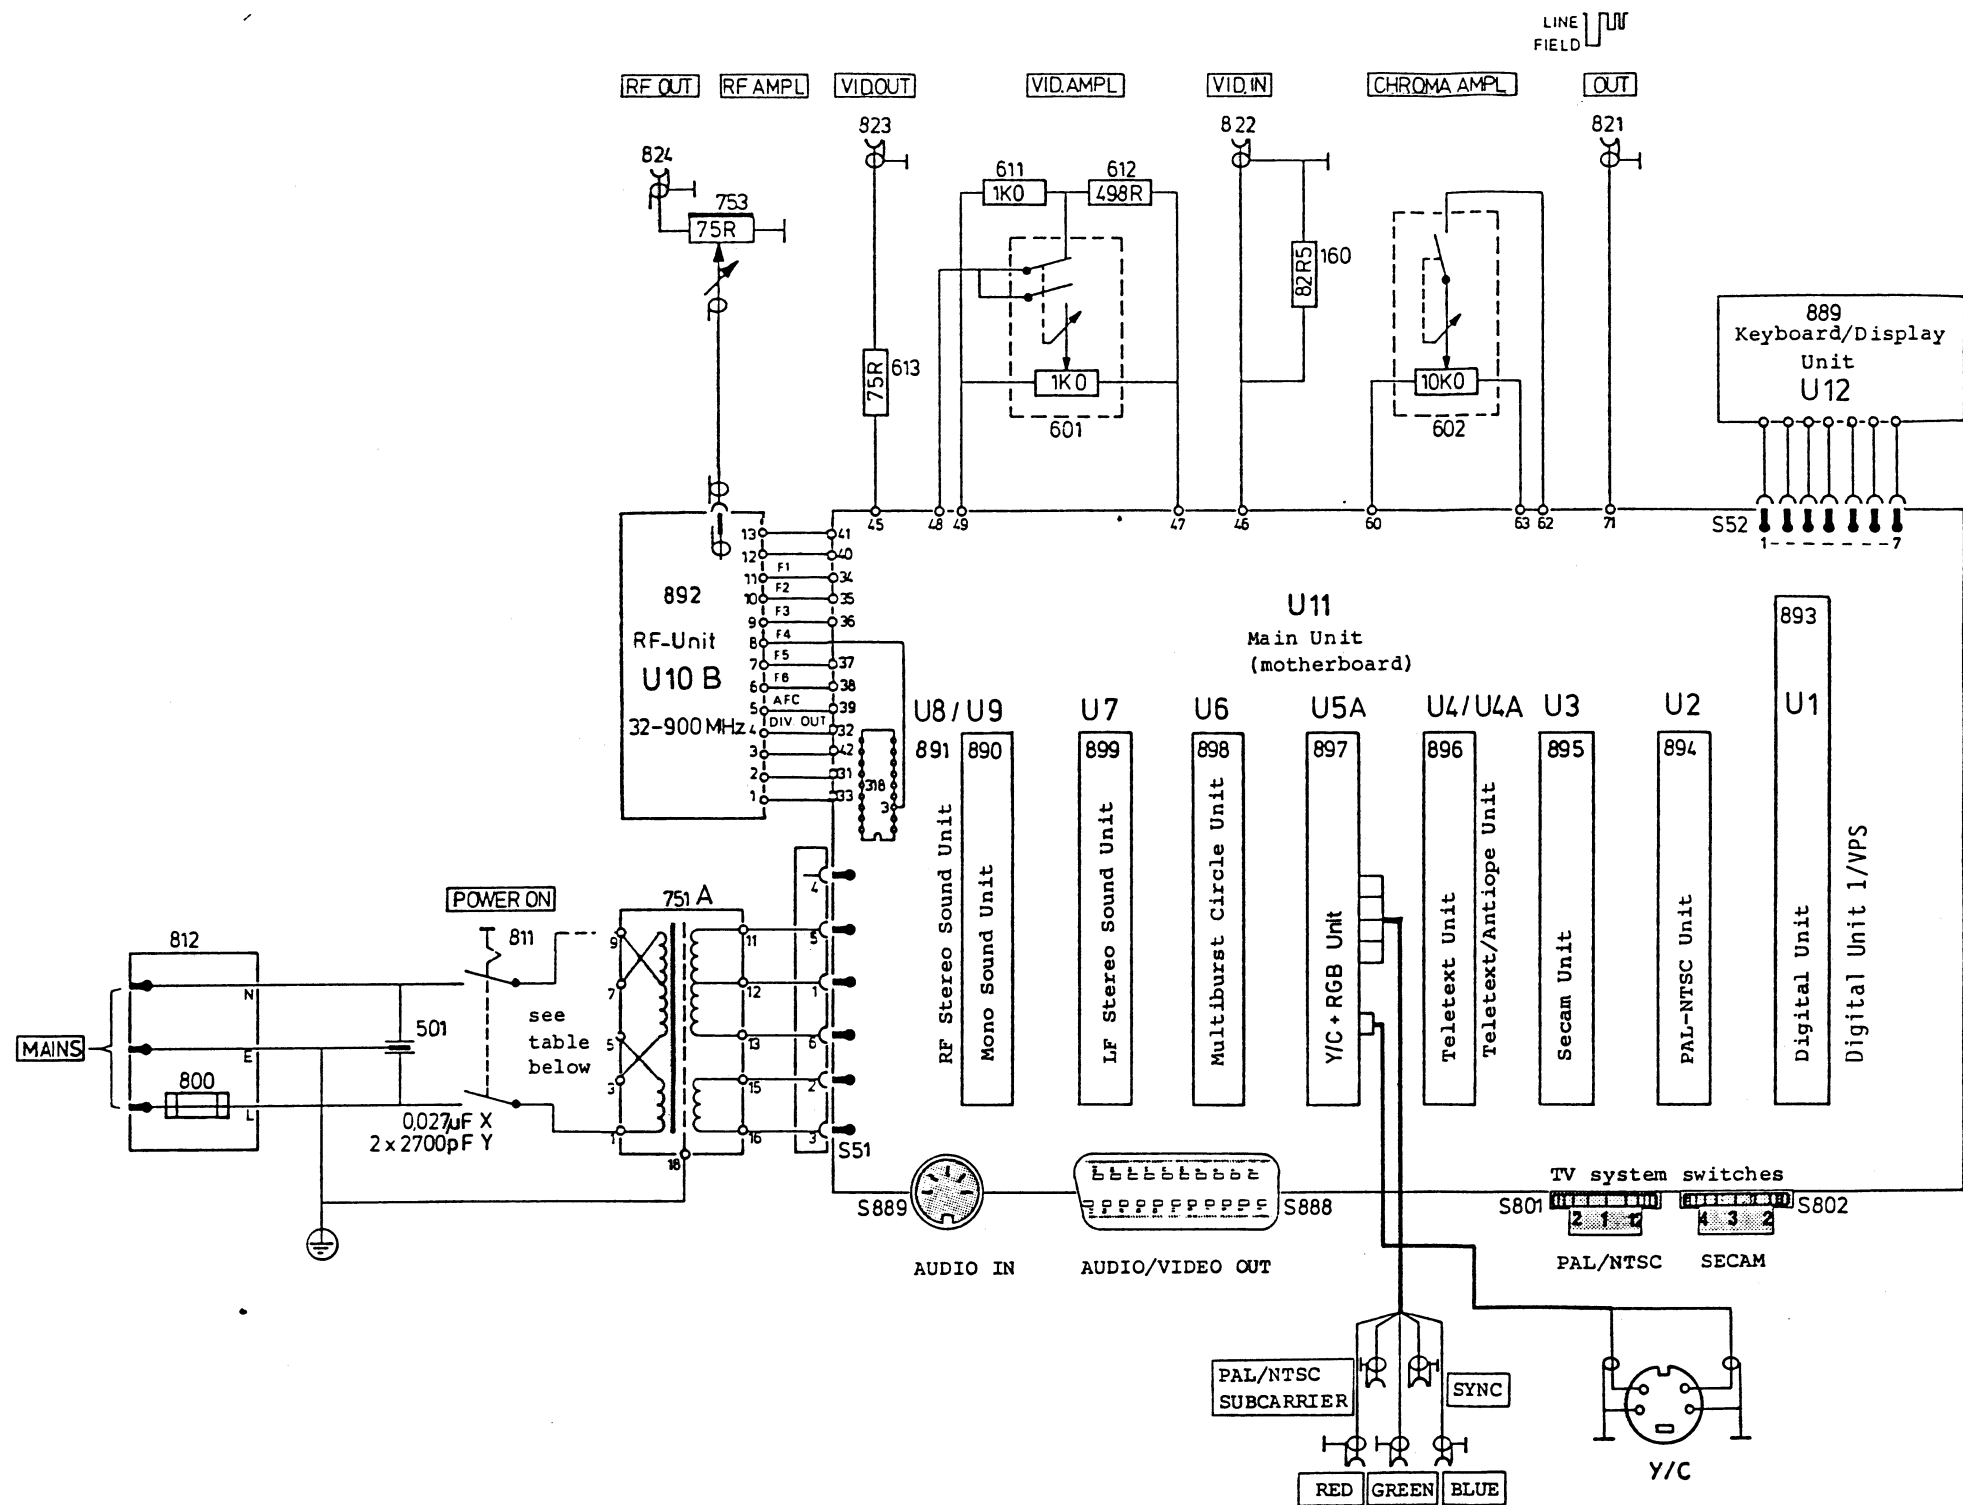 LINE
FIELD
RF OUT
RF AMPL
VID.OUT
VID.AMPL
VID.IN
CHROMA AMPL
OUT
823
822
821
824
753
75R
611
1K0
612
498R
82R5
160
75R
613
1K0
601
10K0
602
889
Keyboard/Display
Unit
U12
S52
1-------7
45
48
49
47
46
60
63
62
71
892
RF-Unit
U10 B
32-900 MHz
13
12
11
10
9
8
7
6
5
4
3
2
1
F1
F2
F3
F4
F5
F6
AFC
DIV OUT
41
40
34
35
36
37
38
39
32
42
31
33
318
3
U11
Main Unit
(motherboard)
U8/U9
U7
U6
U5A
U4/U4A
U3
U2
U1
891
890
899
898
897
896
895
894
893
RF Stereo Sound Unit
Mono Sound Unit
LF Stereo Sound Unit
Multiburst Circle Unit
Y/C + RGB Unit
Teletext Unit
Teletext/Antiope Unit
Secam Unit
PAL-NTSC Unit
Digital Unit
Digital Unit 1/VPS
POWER ON
811
812
MAINS
N
E
L
800
501
0,027µF X
2 x 2700pF Y
see
table
below
751 A
9
7
5
3
1
11
12
13
15
16
18
4
5
1
6
2
3
S51
S889
AUDIO IN
S888
AUDIO/VIDEO OUT
TV system switches
S801
2 1 12
S802
4 3 2
PAL/NTSC
SECAM
PAL/NTSC
SUBCARRIER
SYNC
RED
GREEN
BLUE
Y/C